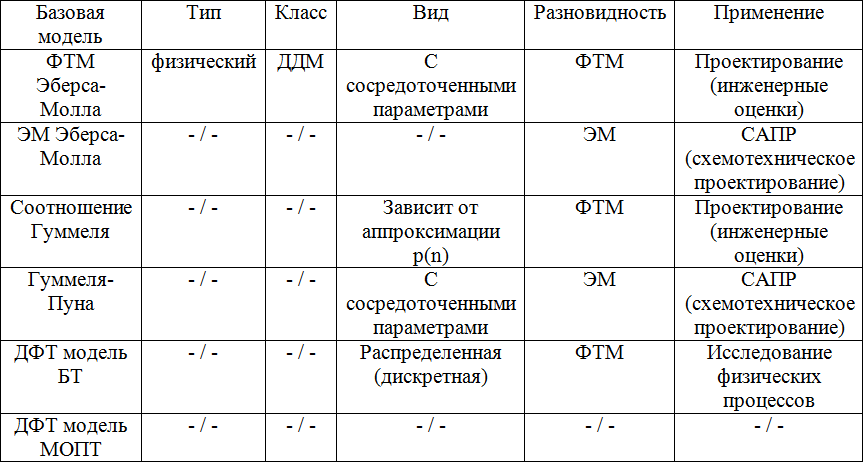 Базовая модель Тип Класс Вид Разновидность Применение
ФТМ Эберса-Молла физический ДДМ С сосредоточенными параметрами ФТМ Проектирование (инженерные оценки)
ЭМ Эберса-Молла - / - - / - - / - ЭМ САПР (схемотехническое проектирование)
Соотношение Гуммеля - / - - / - Зависит от аппроксимации p(n) ФТМ Проектирование (инженерные оценки)
Гуммеля-Пуна - / - - / - С сосредоточенными параметрами ЭМ САПР (схемотехническое проектирование)
ДФТ модель БТ - / - - / - Распределенная (дискретная) ФТМ Исследование физических процессов
ДФТ модель МОПТ - / - - / - - / - - / - - / -